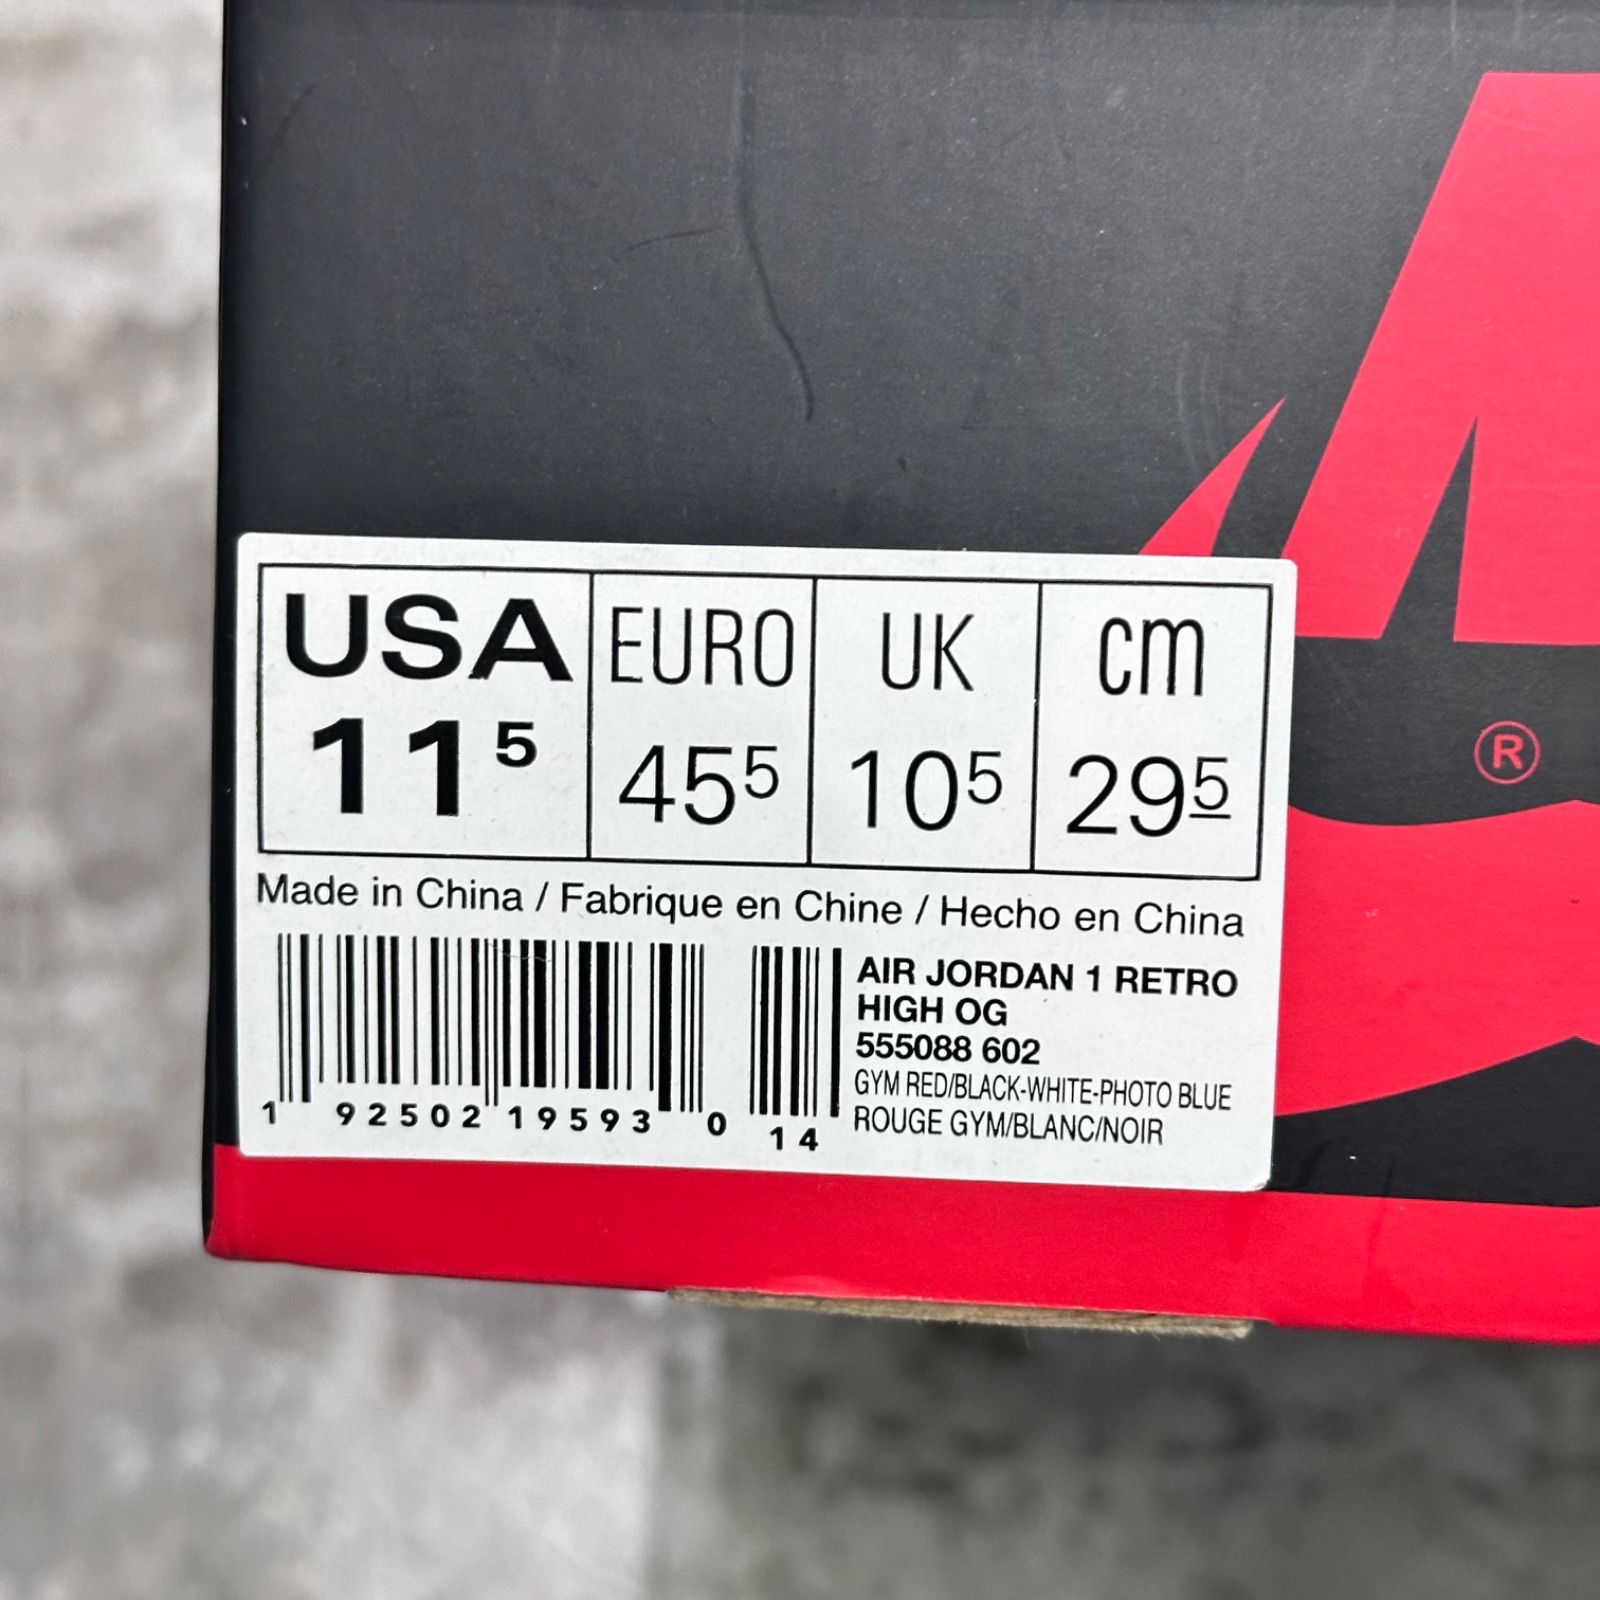 USA EURO UK cm
11⁵ 45⁵ 10⁵ 29⁵
Made in China / Fabrique en Chine / Hecho en China
AIR JORDAN 1 RETRO
HIGH OG
555088 602
GYM RED/BLACK-WHITE-PHOTO BLUE
ROUGE GYM/BLANC/NOIR
1 92502 19593 0 14
®